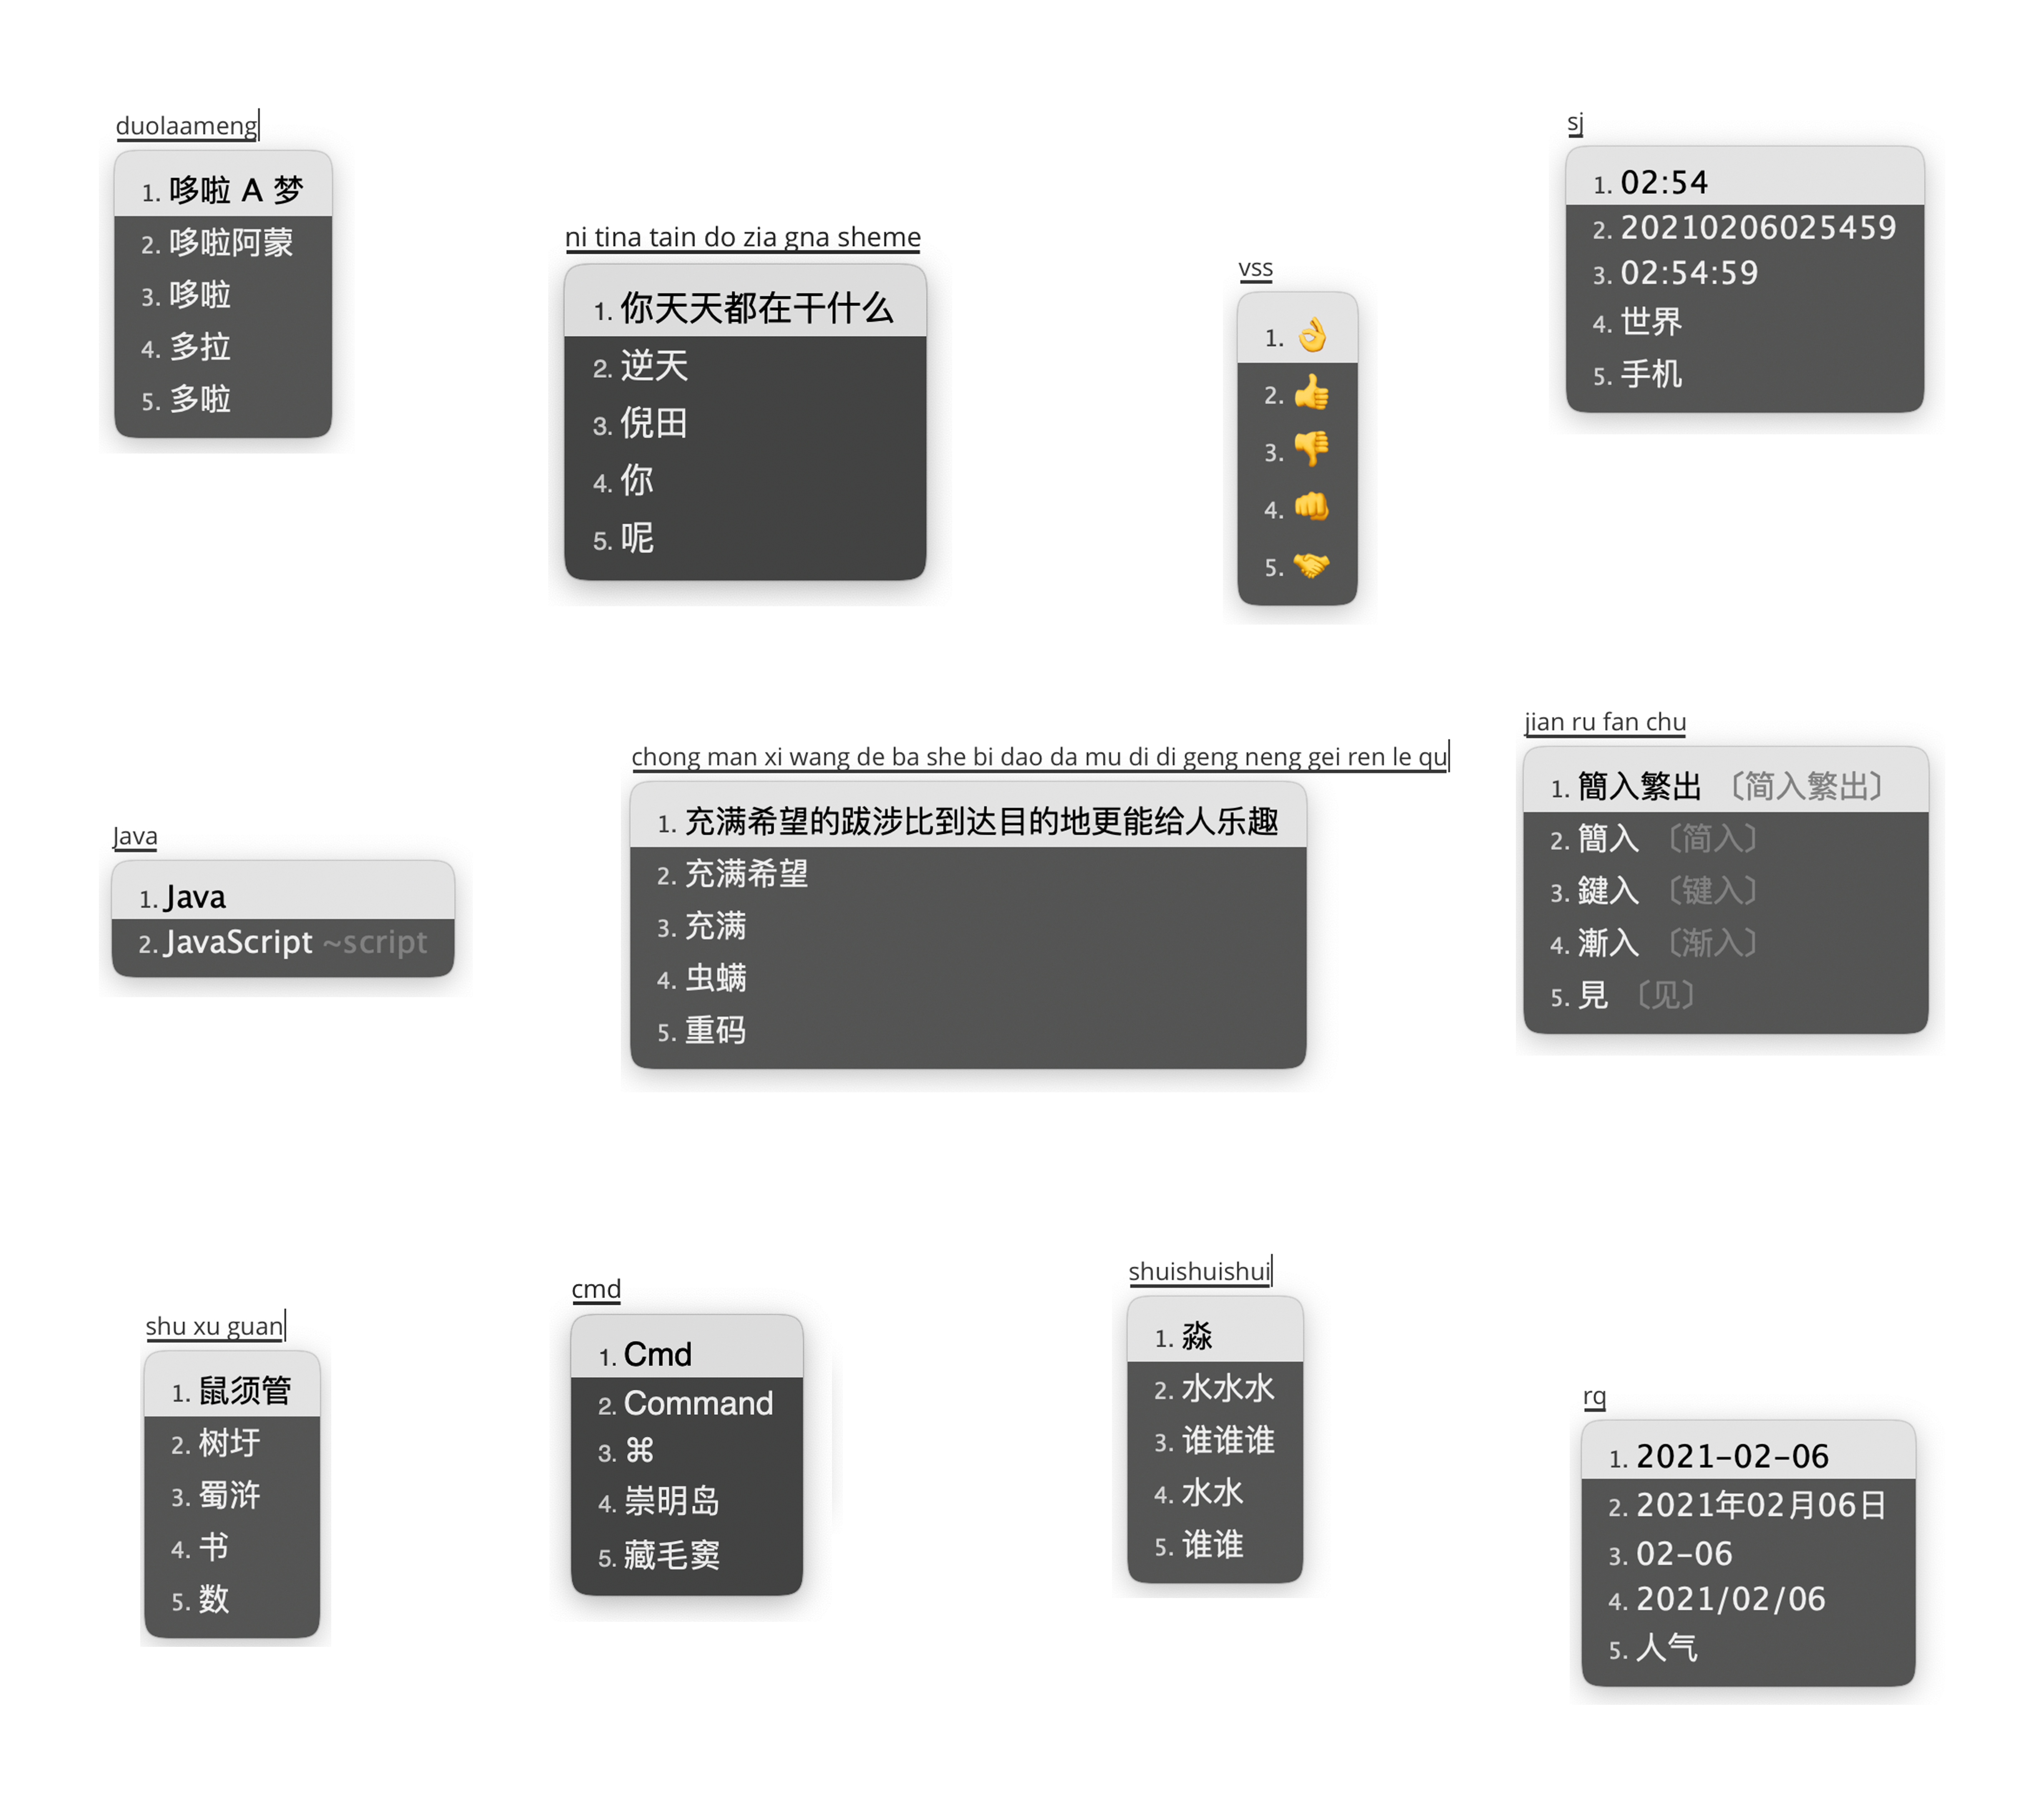 duolaameng
1. 哆啦 A 梦
2. 哆啦阿蒙
3. 哆啦
4. 多拉
5. 多啦
ni tina tain do zia gna sheme
1. 你天天都在干什么
2. 逆天
3. 倪田
4. 你
5. 呢
vss
1. 👌
2. 👍
3. 👎
4. 👊
5. 🤝
sj
1. 02:54
2. 20210206025459
3. 02:54:59
4. 世界
5. 手机
Java
1. Java
2. JavaScript ~script
chong man xi wang de ba she bi dao da mu di di geng neng gei ren le qu
1. 充满希望的跋涉比到达目的地更能给人乐趣
2. 充满希望
3. 充满
4. 虫螨
5. 重码
jian ru fan chu
1. 簡入繁出 〔简入繁出〕
2. 簡入 〔简入〕
3. 鍵入 〔键入〕
4. 漸入 〔渐入〕
5. 見 〔见〕
shu xu guan
1. 鼠须管
2. 树圩
3. 蜀浒
4. 书
5. 数
cmd
1. Cmd
2. Command
3. ⌘
4. 崇明岛
5. 藏毛窦
shuishuishui
1. 淼
2. 水水水
3. 谁谁谁
4. 水水
5. 谁谁
rq
1. 2021-02-06
2. 2021年02月06日
3. 02-06
4. 2021/02/06
5. 人气